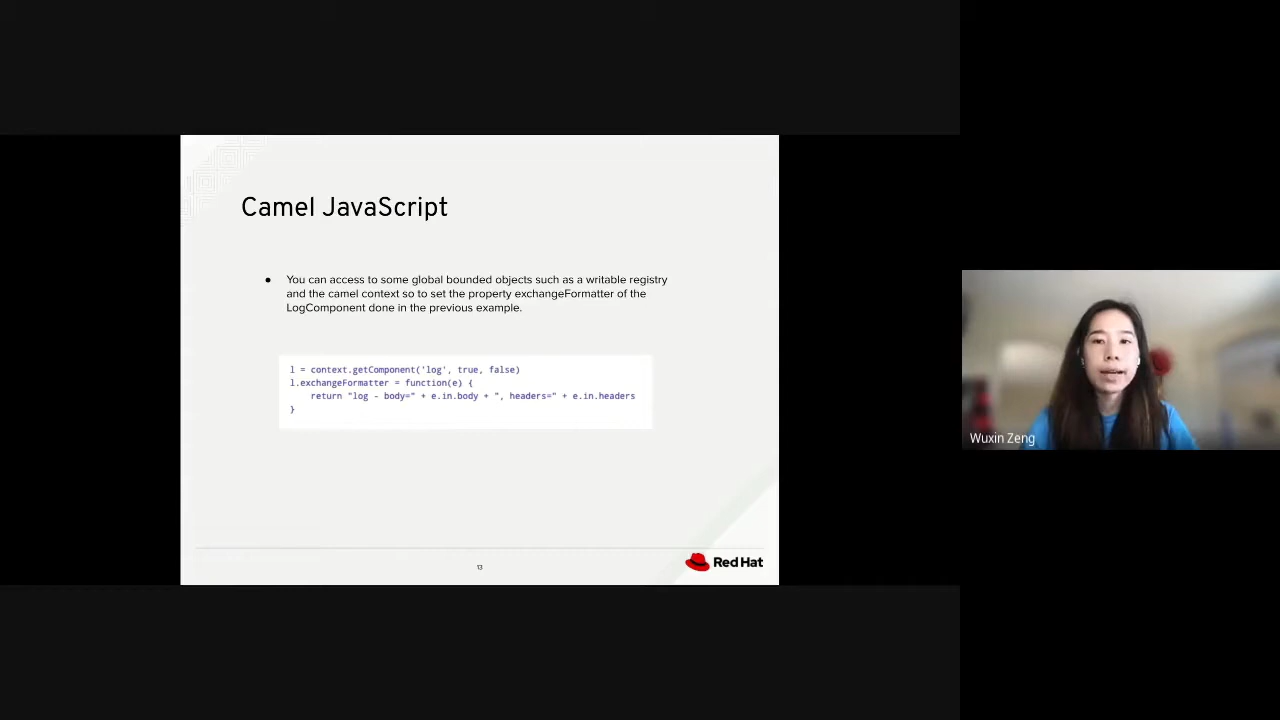 Camel JavaScript
● You can access to some global bounded objects such as a writable registry
and the camel context so to set the property exchangeFormatter of the
LogComponent done in the previous example.
l = context.getComponent('log', true, false)
l.exchangeFormatter = function(e) {
    return "log - body=" + e.in.body + ", headers=" + e.in.headers
}
13
Red Hat
Wuxin Zeng